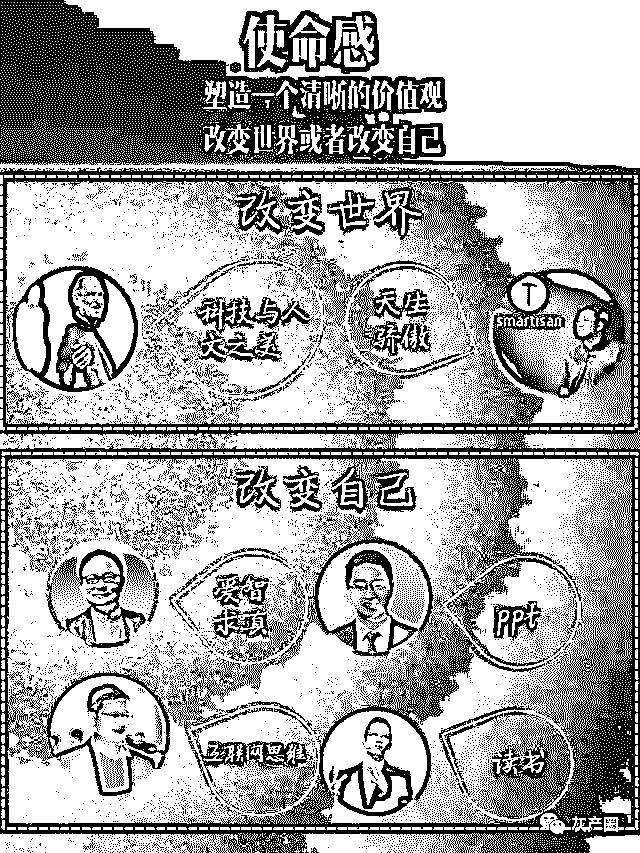 使命感
塑造一个清晰的价值观
改变世界或者改变自己
改变世界
科技与人
文之美
天生
骄傲
T
smartisan
改变自己
爱智
求真
ppt
互联网思维
读书
灰产圈